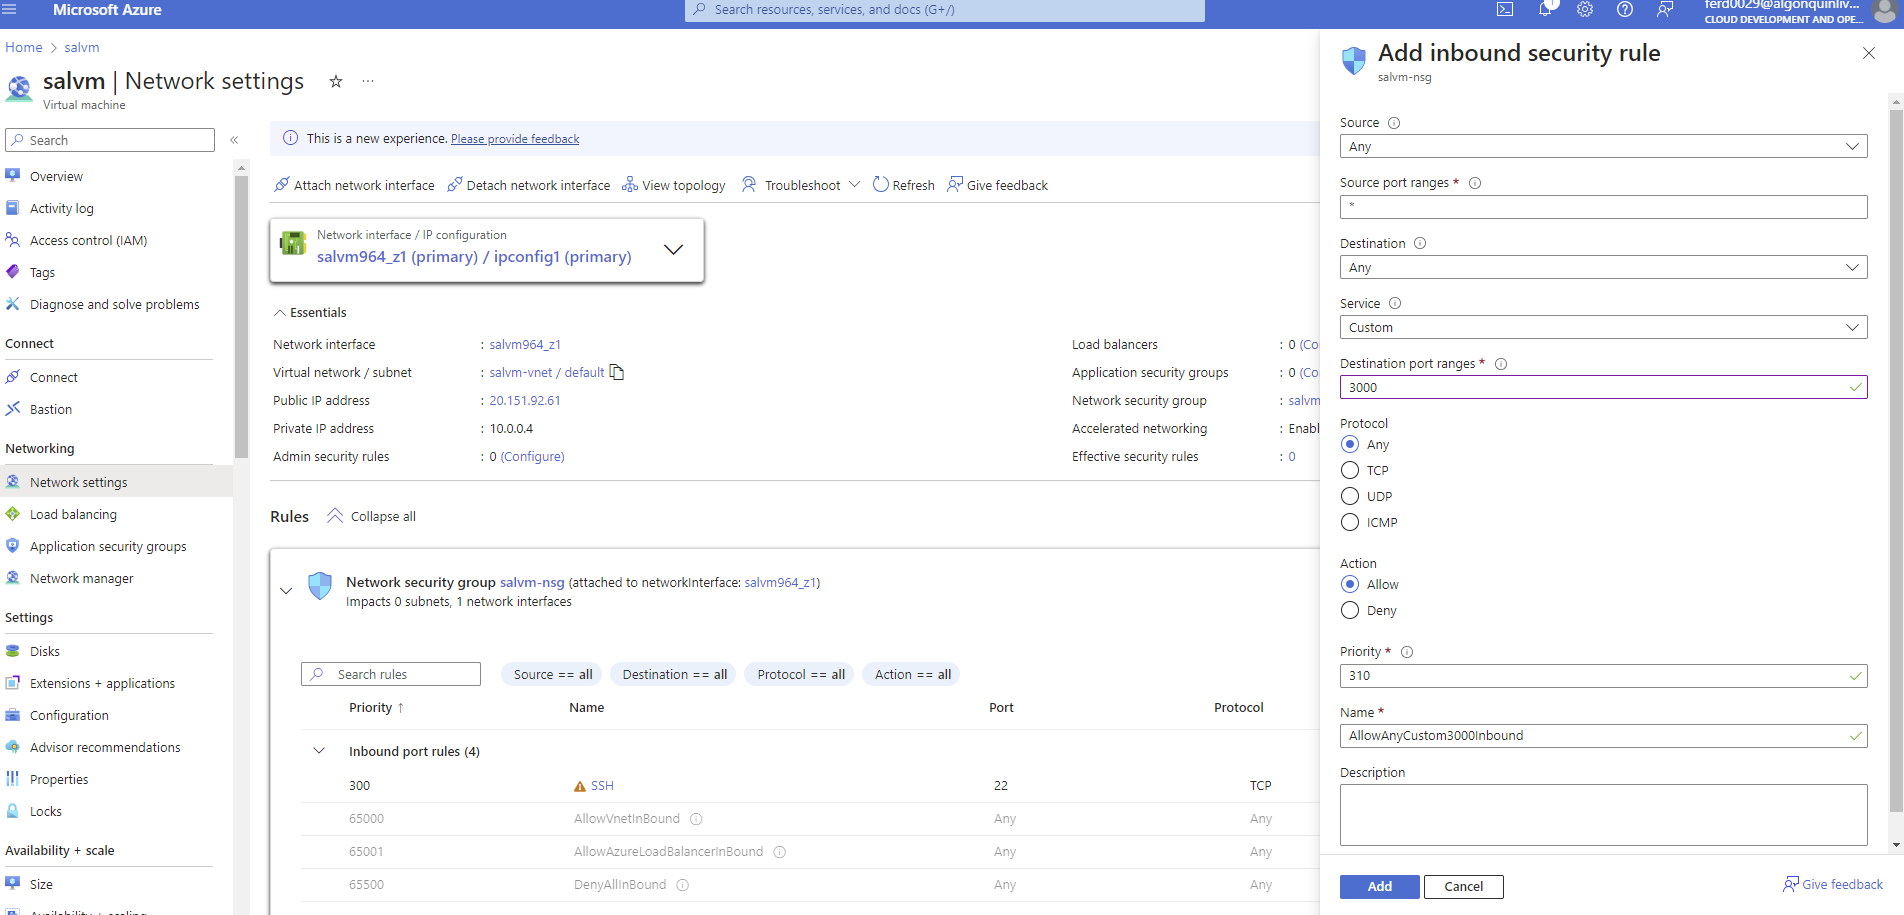 Microsoft Azure
Search resources, services, and docs (G+/)
1
ferd0029@algonquinliv...
CLOUD DEVELOPMENT AND OPE...
Home > salvm
salvm | Network settings
Virtual machine
Search
Overview
Activity log
Access control (IAM)
Tags
Diagnose and solve problems
Connect
Connect
Bastion
Networking
Network settings
Load balancing
Application security groups
Network manager
Settings
Disks
Extensions + applications
Configuration
Advisor recommendations
Properties
Locks
Availability + scale
Size
Availability + scaling
This is a new experience. Please provide feedback
Attach network interface
Detach network interface
View topology
Troubleshoot
Refresh
Give feedback
Network interface / IP configuration
salvm964_z1 (primary) / ipconfig1 (primary)
Essentials
Network interface : salvm964_z1
Virtual network / subnet : salvm-vnet / default
Public IP address : 20.151.92.61
Private IP address : 10.0.0.4
Admin security rules : 0 (Configure)
Load balancers : 0 (Co
Application security groups : 0 (Co
Network security group : salvm
Accelerated networking : Enabl
Effective security rules : 0
Rules
Collapse all
Network security group salvm-nsg (attached to networkInterface: salvm964_z1)
Impacts 0 subnets, 1 network interfaces
Search rules
Source == all
Destination == all
Protocol == all
Action == all
Priority ↑ Name Port Protocol
Inbound port rules (4)
300 SSH 22 TCP
65000 AllowVnetInBound Any Any
65001 AllowAzureLoadBalancerInBound Any Any
65500 DenyAllInBound Any Any
Add inbound security rule
salvm-nsg
Source
Any
Source port ranges *
*
Destination
Any
Service
Custom
Destination port ranges *
3000
Protocol
Any
TCP
UDP
ICMP
Action
Allow
Deny
Priority *
310
Name *
AllowAnyCustom3000Inbound
Description
Add
Cancel
Give feedback